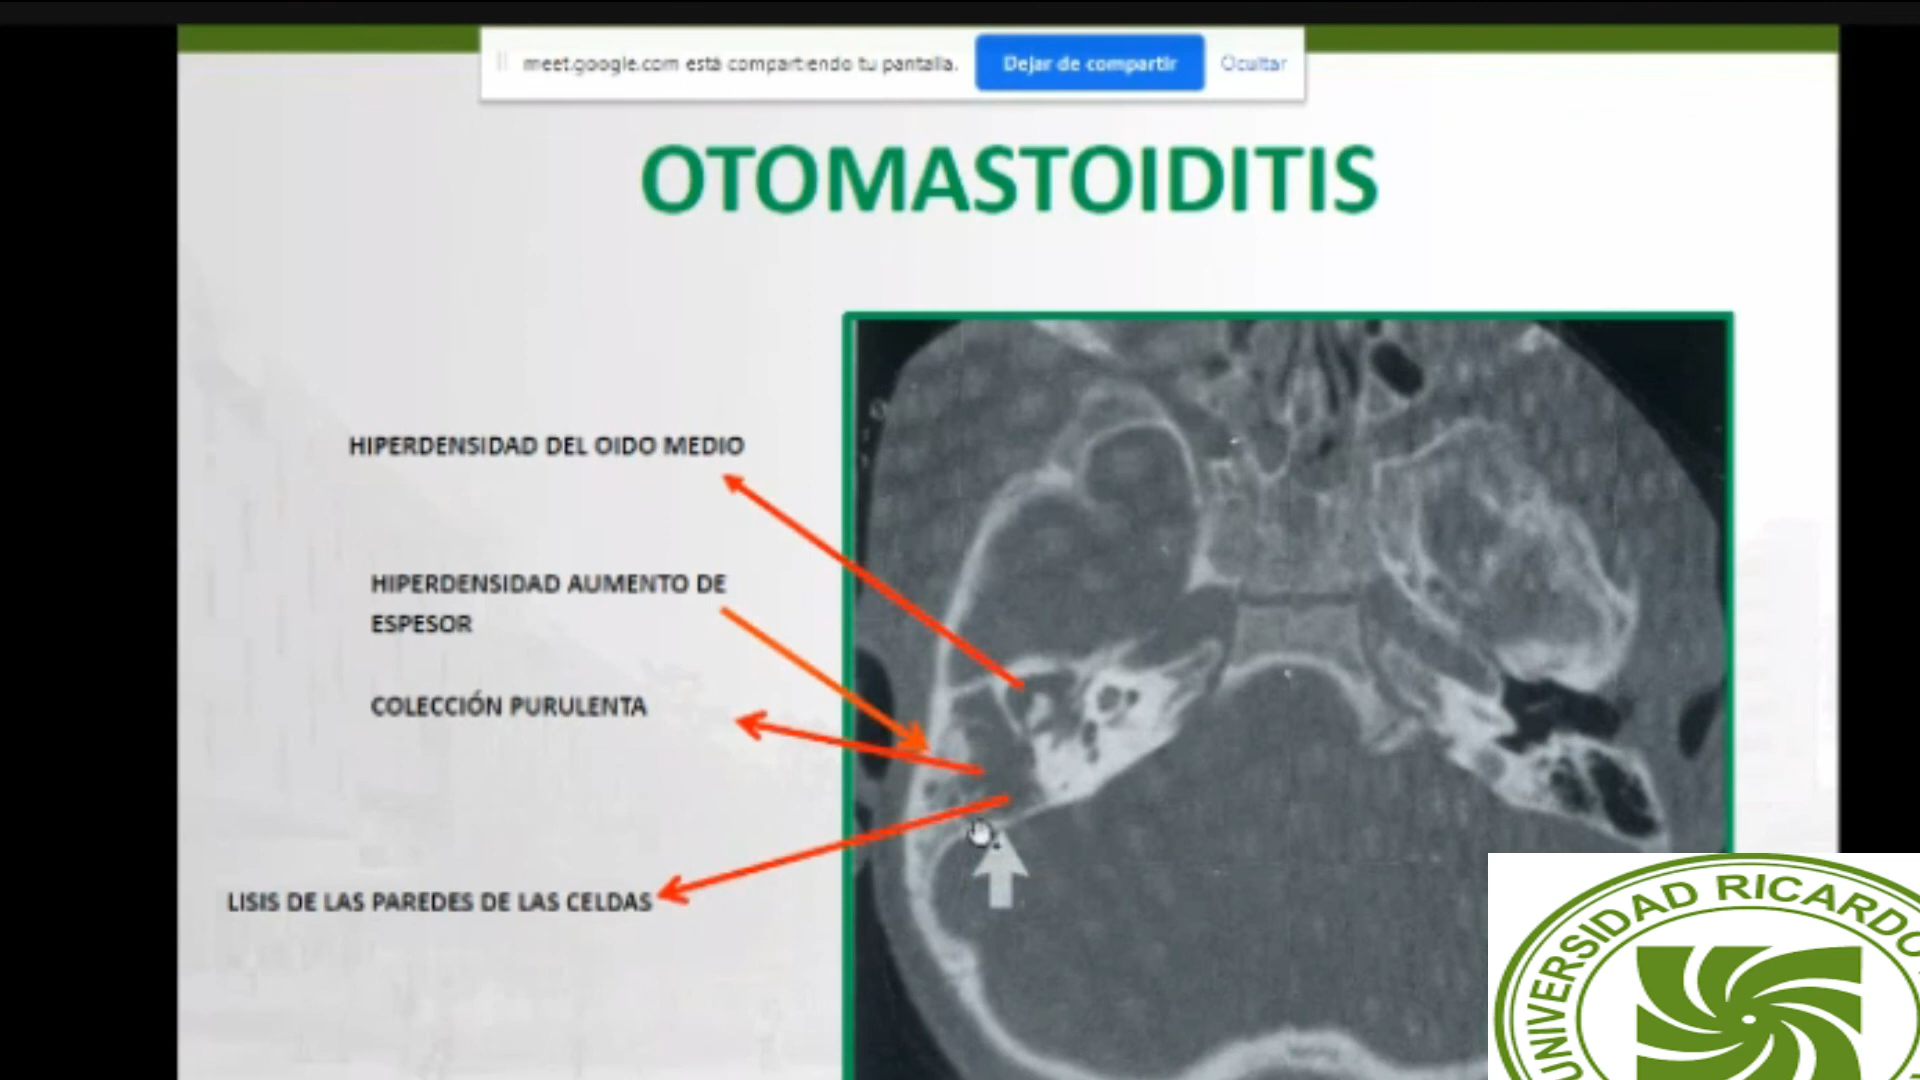 meet.google.com está compartiendo tu pantalla.
Dejar de compartir
Ocultar
OTOMASTOIDITIS
HIPERDENSIDAD DEL OIDO MEDIO
HIPERDENSIDAD AUMENTO DE
ESPESOR
COLECCIÓN PURULENTA
LISIS DE LAS PAREDES DE LAS CELDAS
UNIVERSIDAD RICARDO